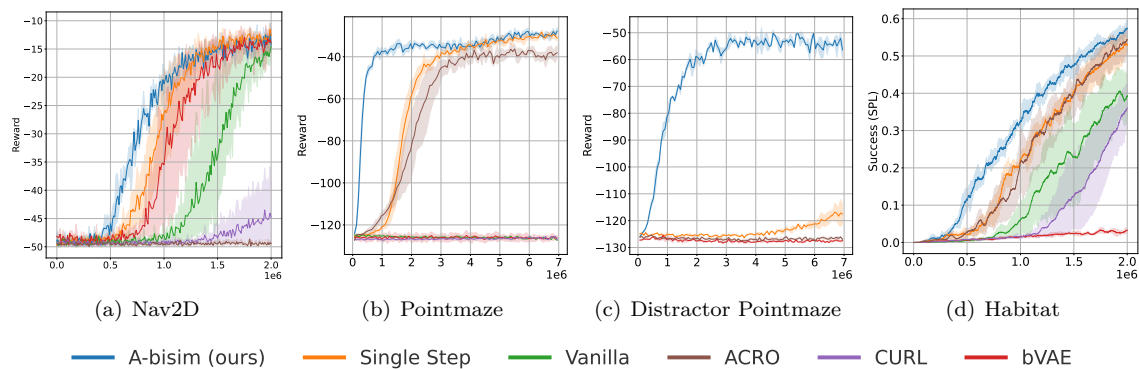 −10
−15
−20
−25
−30
−35
−40
−45
−50
Reward
0.0 0.5 1.0 1.5 2.0
1e6
(a) Nav2D
−40
−60
−80
−100
−120
Reward
0 1 2 3 4 5 6 7
1e6
(b) Pointmaze
−50
−60
−70
−80
−90
−100
−110
−120
−130
Reward
0 1 2 3 4 5 6 7
1e6
(c) Distractor Pointmaze
0.6
0.5
0.4
0.3
0.2
0.1
0.0
Success (SPL)
0.0 0.5 1.0 1.5 2.0
1e6
(d) Habitat
A-bisim (ours) Single Step Vanilla ACRO CURL bVAE